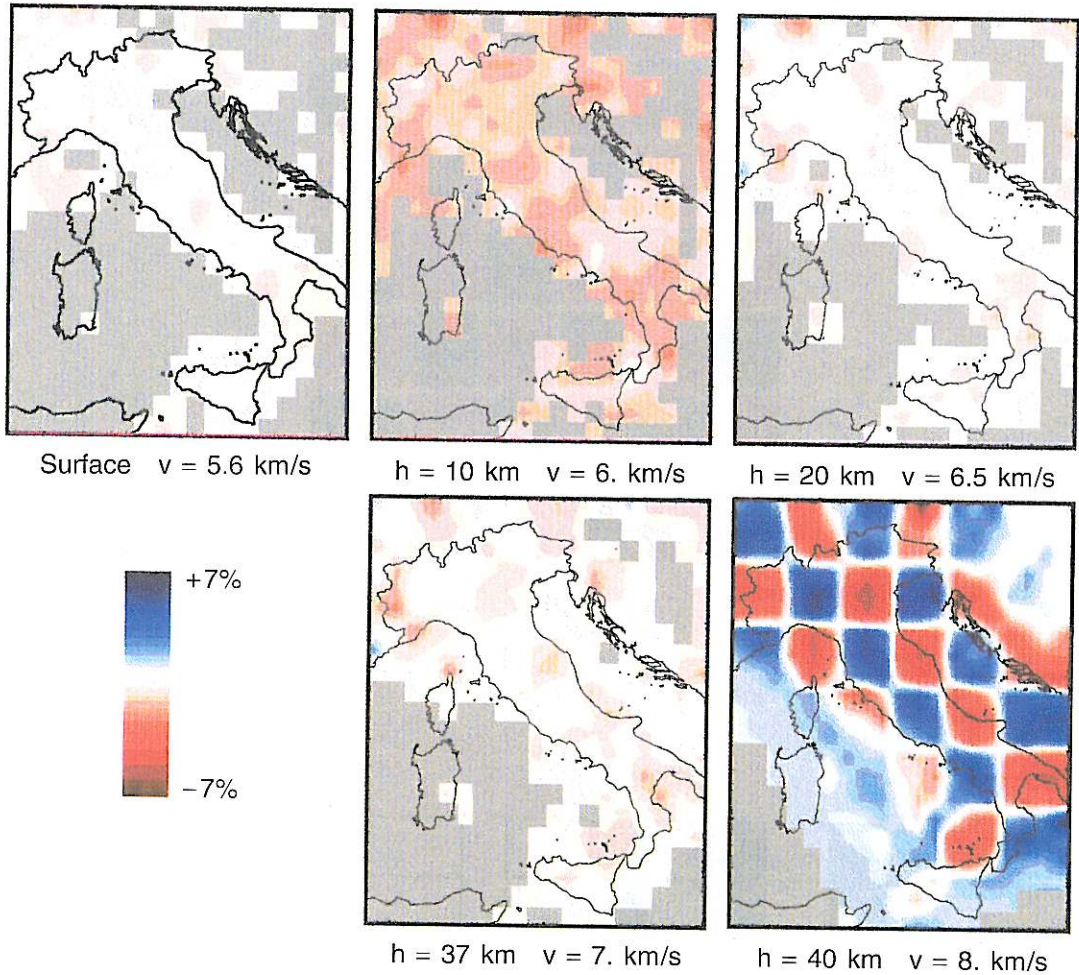 Surface v = 5.6 km/s
h = 10 km v = 6. km/s
h = 20 km v = 6.5 km/s
+7%
−7%
h = 37 km v = 7. km/s
h = 40 km v = 8. km/s